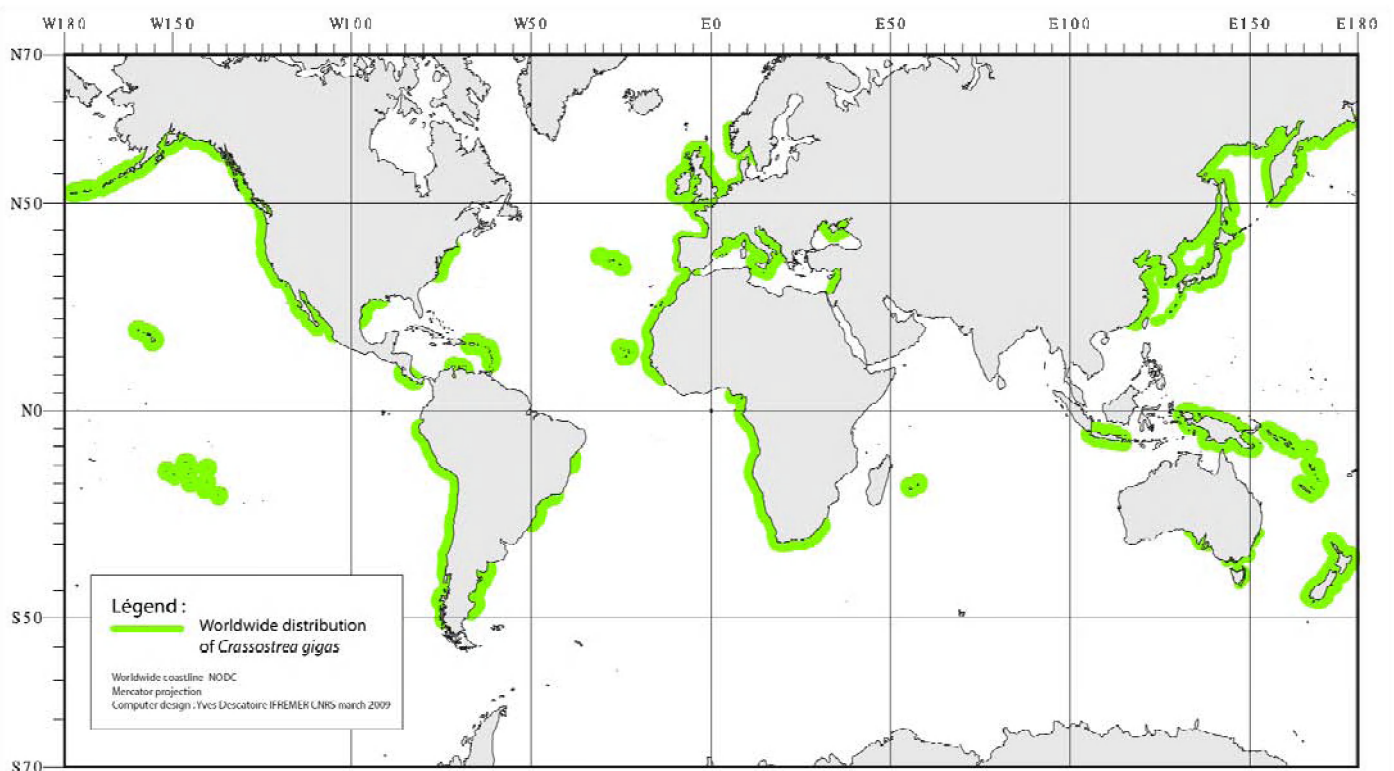 W180 W150 W100 W50 E0 E50 E100 E150 E180
N70
N50
N0
S50
S70
Légend :
Worldwide distribution
of Crassostrea gigas
Worldwide coastline NODC
Mercator projection
Computer design : Yves Descatoire IFREMER CNRS march 2009